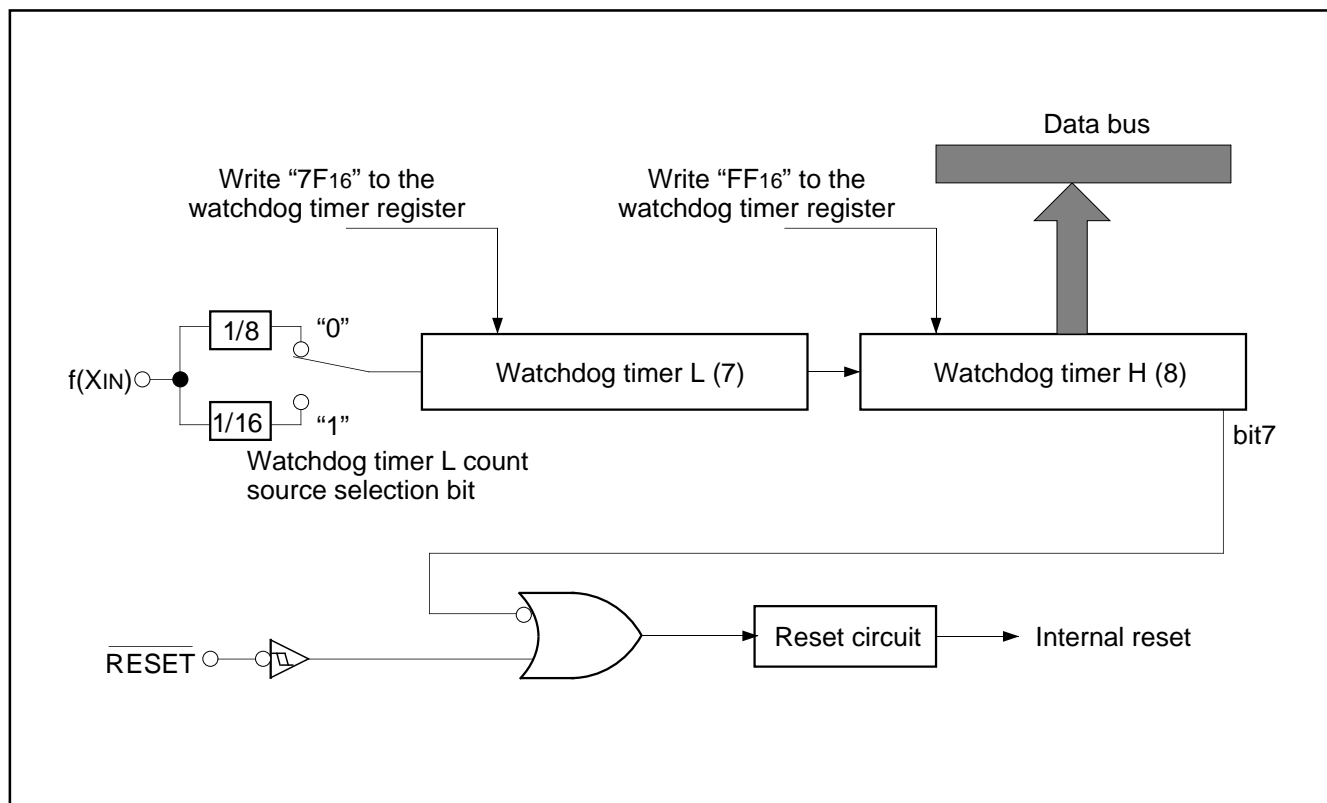 Data bus
Write “7F16” to the
watchdog timer register
Write “FF16” to the
watchdog timer register
1/8
“0”
f(XIN)
Watchdog timer L (7)
Watchdog timer H (8)
1/16
“1”
bit7
Watchdog timer L count
source selection bit
RESET
Reset circuit
Internal reset